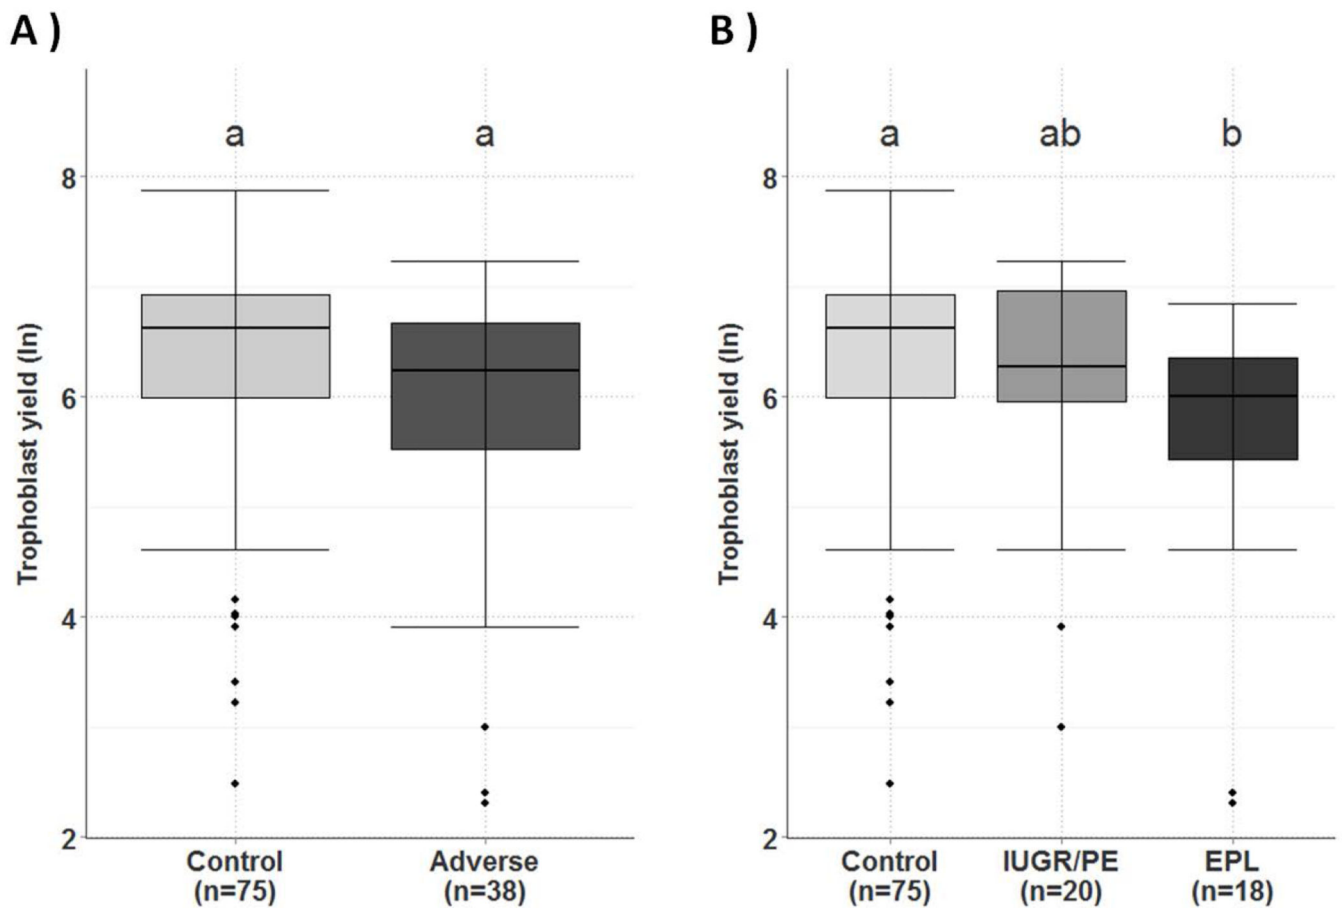 A )
a
a
8
6
4
2
Trophoblast yield (ln)
Control
(n=75)
Adverse
(n=38)
B )
a
ab
b
8
6
4
2
Trophoblast yield (ln)
Control
(n=75)
IUGR/PE
(n=20)
EPL
(n=18)